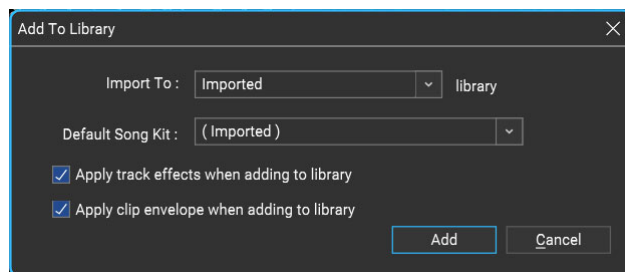 Add To Library
Import To : Imported library
Default Song Kit : ( Imported )
Apply track effects when adding to library
Apply clip envelope when adding to library
Add Cancel